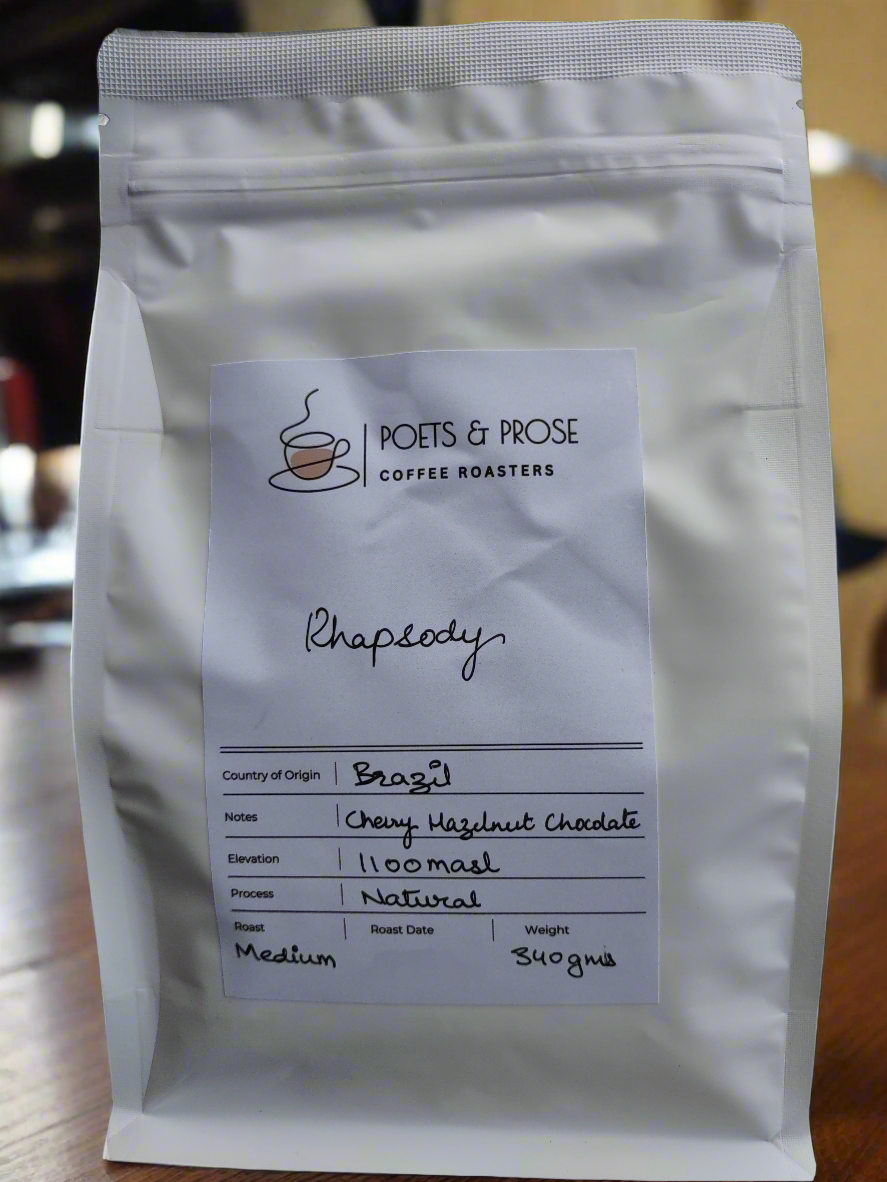 POETS & PROSE
COFFEE ROASTERS
Rhapsody
Country of Origin Brazil
Notes Cherry Hazelnut Chocolate
Elevation 1100masl
Process Natural
Roast Roast Date Weight
Medium 340gms